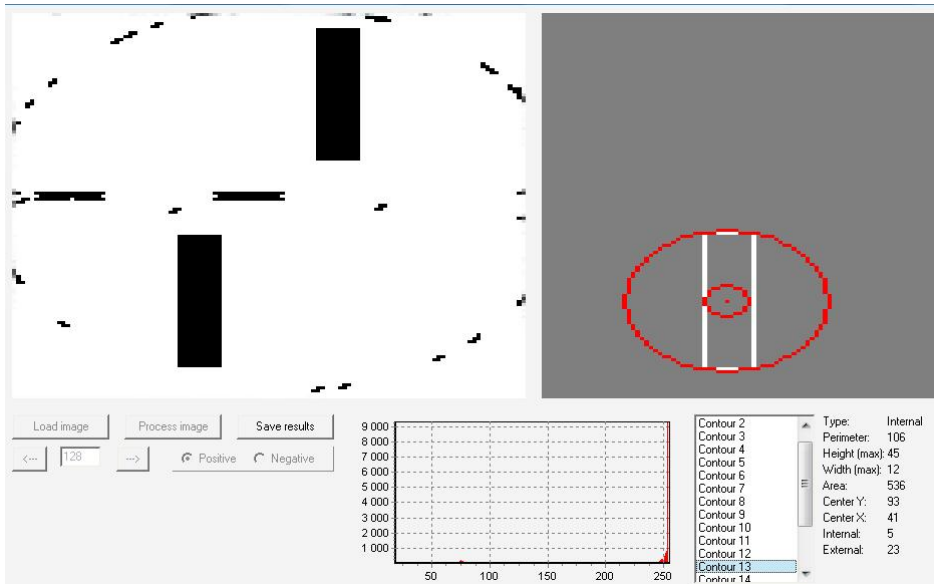 Load image
Process image
Save results
<---
128
--->
Positive
Negative
9 000
8 000
7 000
6 000
5 000
4 000
3 000
2 000
1 000
50
100
150
200
250
Contour 2
Contour 3
Contour 4
Contour 5
Contour 6
Contour 7
Contour 8
Contour 9
Contour 10
Contour 11
Contour 12
Contour 13
Contour 14
Type: Internal
Perimeter: 106
Height (max): 45
Width (max): 12
Area: 536
Center Y: 93
Center X: 41
Internal: 5
External: 23